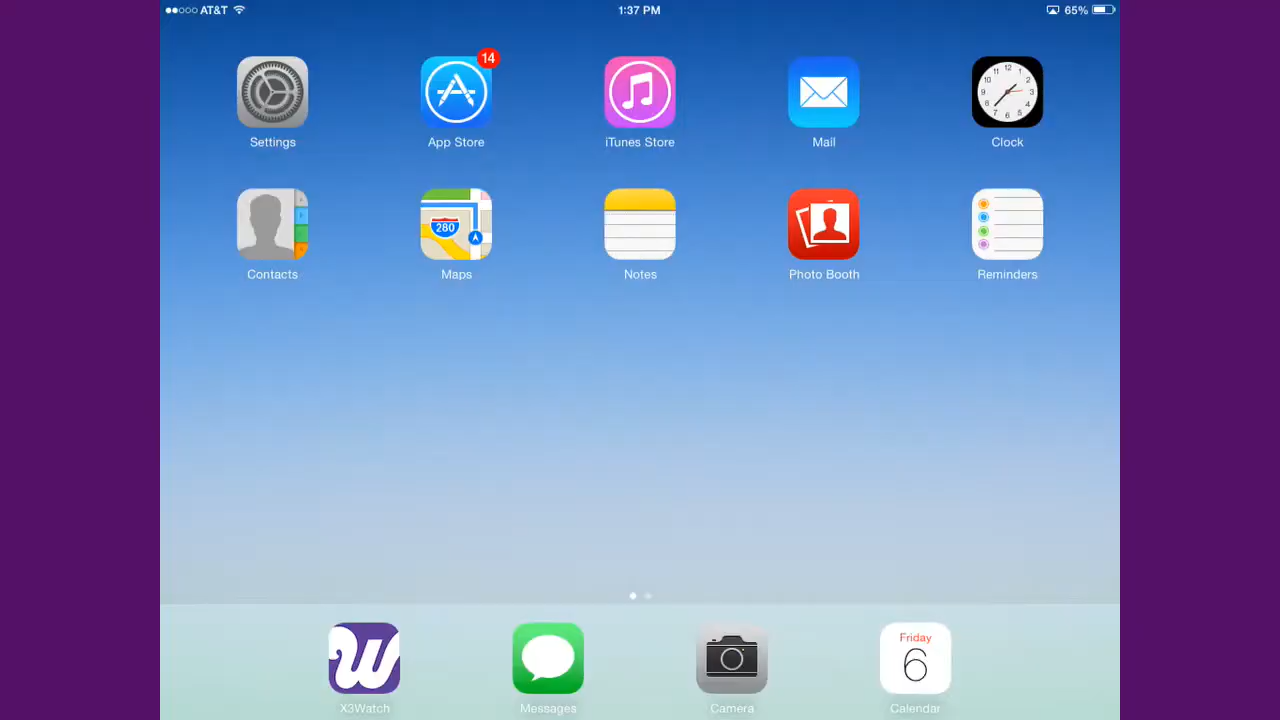 AT&T 1:37 PM 65%
14
Settings App Store iTunes Store Mail Clock
280
Contacts Maps Notes Photo Booth Reminders
Friday
6
X3Watch Messages Camera Calendar